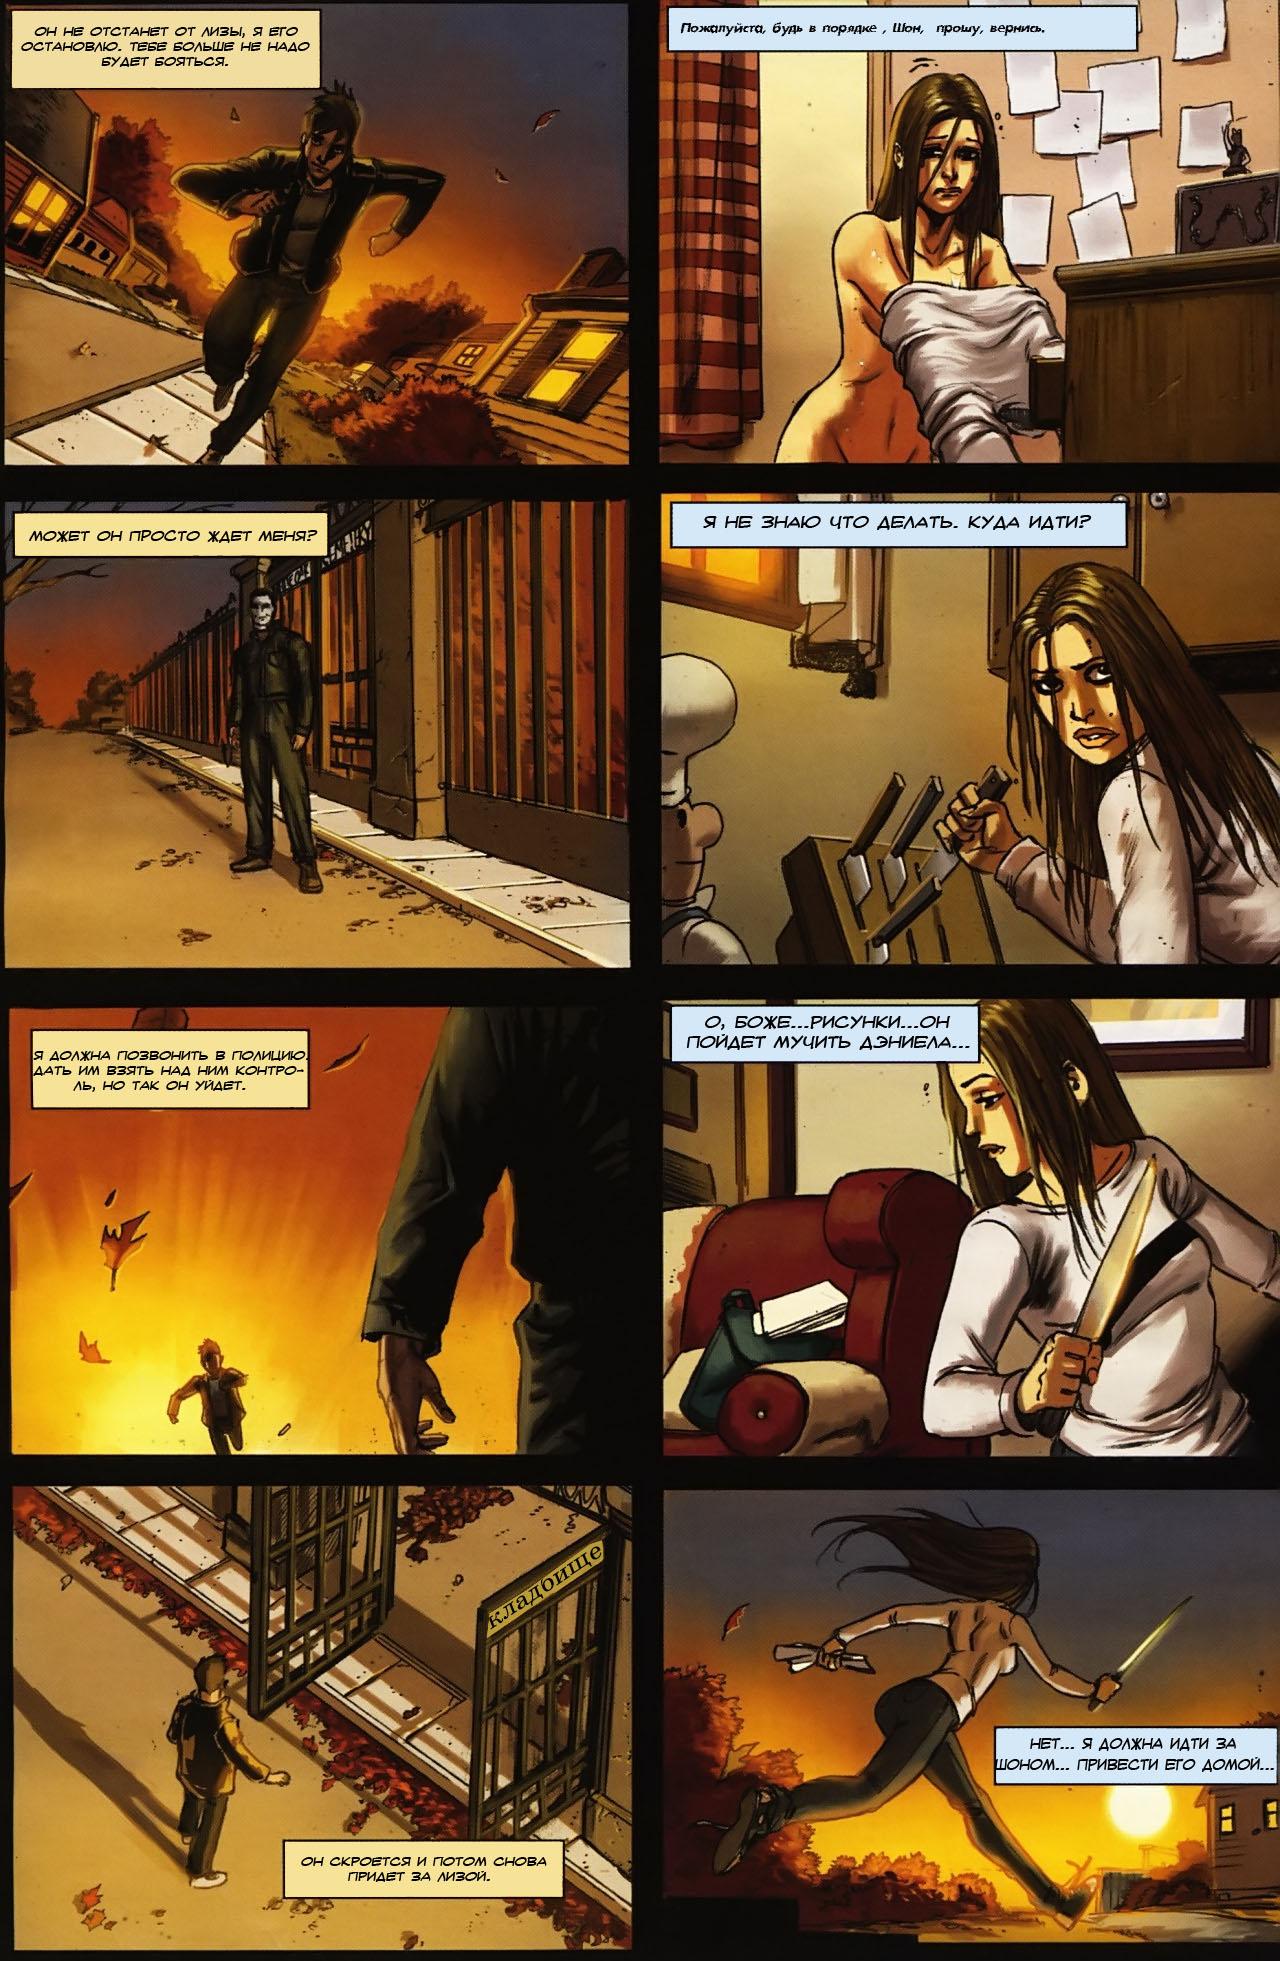 ОН НЕ ОТСТАНЕТ ОТ ЛИЗЫ, Я ЕГО
ОСТАНОВЛЮ. ТЕБЕ БОЛЬШЕ НЕ НАДО
БУДЕТ БОЯТЬСЯ.
Пожалуйста, будь в порядке , Шон, прошу, вернись.
МОЖЕТ ОН ПРОСТО ЖДЕТ МЕНЯ?
Я НЕ ЗНАЮ ЧТО ДЕЛАТЬ. КУДА ИДТИ?
Я ДОЛЖНА ПОЗВОНИТЬ В ПОЛИЦИЮ.
ДАТЬ ИМ ВЗЯТЬ НАД НИМ КОНТРО-
ЛЬ, НО ТАК ОН УЙДЕТ.
О, БОЖЕ...РИСУНКИ...ОН
ПОЙДЕТ МУЧИТЬ ДЭНИЕЛА...
кладбище
ОН СКРОЕТСЯ И ПОТОМ СНОВА
ПРИДЕТ ЗА ЛИЗОЙ.
НЕТ... Я ДОЛЖНА ИДТИ ЗА
ШОНОМ... ПРИВЕСТИ ЕГО ДОМОЙ...